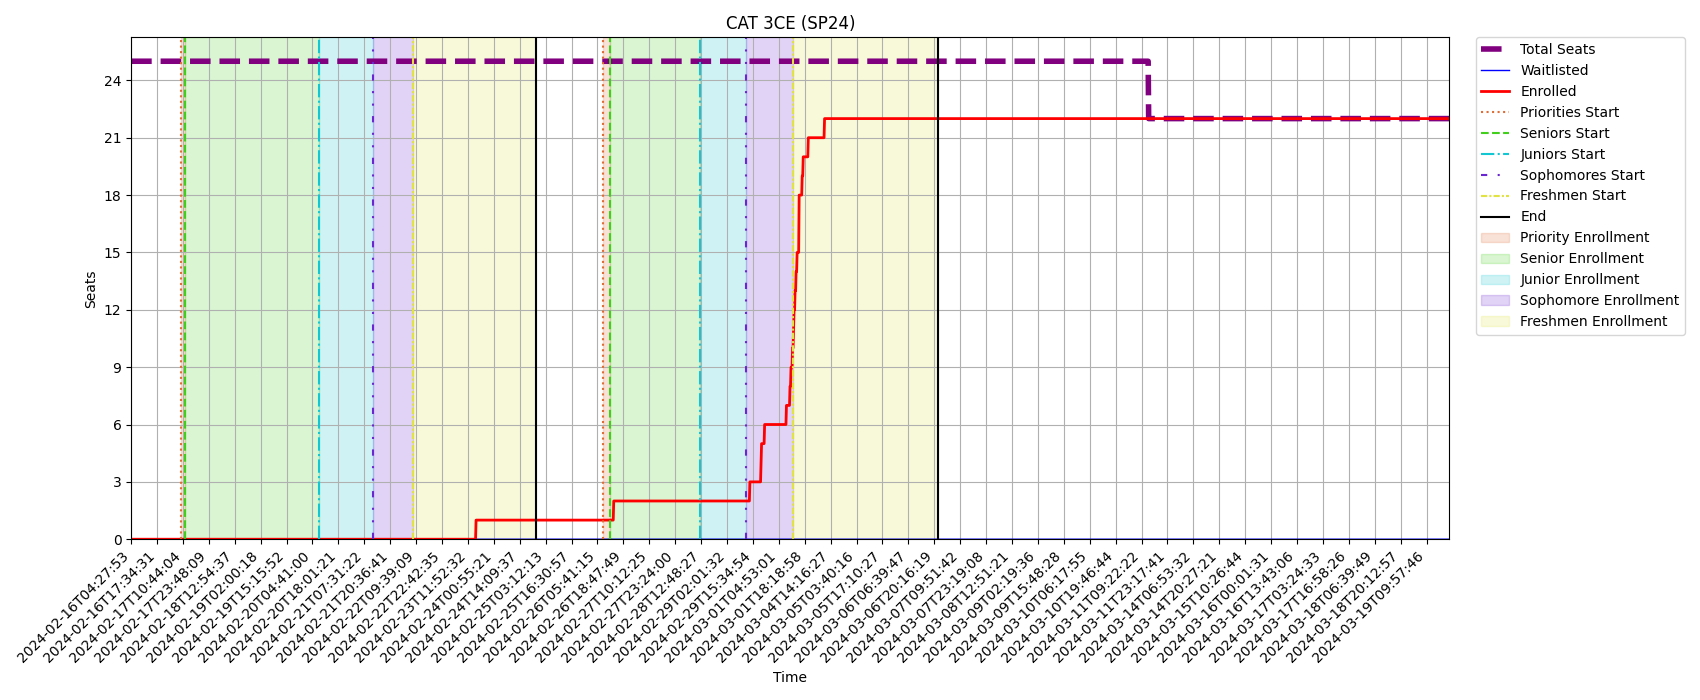 CAT 3CE (SP24)
Total Seats
Waitlisted
Enrolled
Priorities Start
Seniors Start
Juniors Start
Sophomores Start
Freshmen Start
End
Priority Enrollment
Senior Enrollment
Junior Enrollment
Sophomore Enrollment
Freshmen Enrollment
Seats
24
21
18
15
12
9
6
3
0
2024-02-16T04:27:53
2024-02-16T17:34:31
2024-02-17T10:44:04
2024-02-17T23:48:09
2024-02-18T12:54:37
2024-02-19T02:00:18
2024-02-19T15:15:52
2024-02-20T04:41:00
2024-02-20T18:01:21
2024-02-21T07:31:22
2024-02-21T20:36:41
2024-02-22T09:39:09
2024-02-22T22:42:35
2024-02-23T11:52:32
2024-02-24T00:55:21
2024-02-24T14:09:37
2024-02-25T03:12:13
2024-02-25T16:30:57
2024-02-26T05:41:15
2024-02-26T18:47:49
2024-02-27T10:12:25
2024-02-27T23:24:00
2024-02-28T12:48:27
2024-02-29T02:01:32
2024-02-29T15:34:54
2024-03-01T04:53:01
2024-03-01T18:18:58
2024-03-04T14:16:27
2024-03-05T03:40:16
2024-03-05T17:10:27
2024-03-06T06:39:47
2024-03-06T20:16:19
2024-03-07T09:51:42
2024-03-07T23:19:08
2024-03-08T12:51:21
2024-03-09T02:19:36
2024-03-09T15:48:28
2024-03-10T06:17:55
2024-03-10T19:46:44
2024-03-11T09:22:22
2024-03-11T23:17:41
2024-03-14T06:53:32
2024-03-14T20:27:21
2024-03-15T10:26:44
2024-03-16T00:01:31
2024-03-16T13:43:06
2024-03-17T03:24:33
2024-03-17T16:58:26
2024-03-18T06:39:49
2024-03-18T20:12:57
2024-03-19T09:57:46
Time